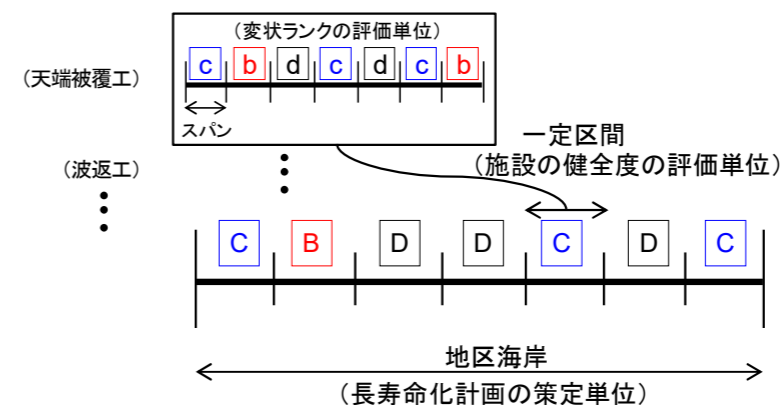 （変状ランクの評価単位）
c b d c d c b
（天端被覆工）
スパン
一定区間
（施設の健全度の評価単位）
（波返工）
C B D D C D C
地区海岸
（長寿命化計画の策定単位）